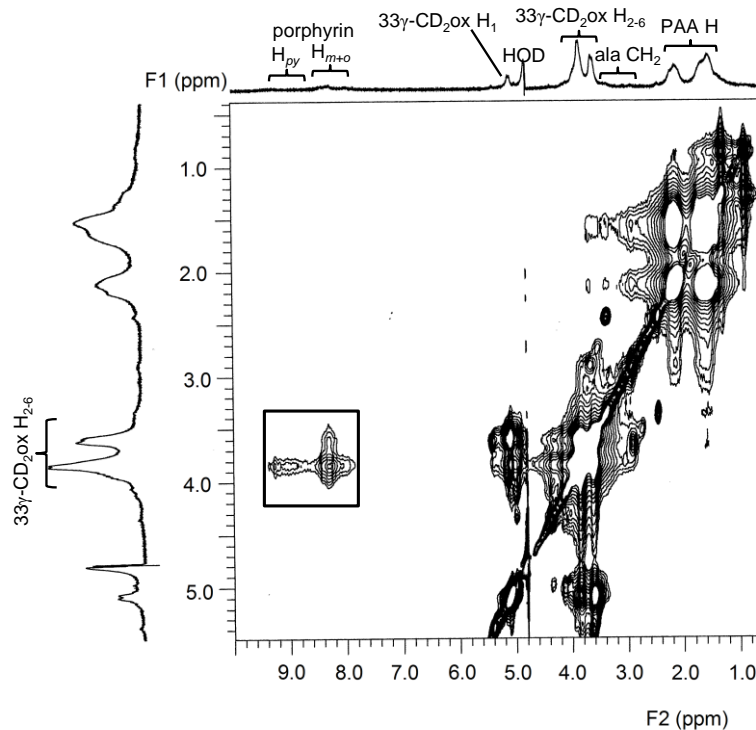 33γ-CD₂ox H₂₋₆
33γ-CD₂ox H₁
PAA H
porphyrin
H_py H_m+o
HOD
ala CH₂
F1 (ppm)
1.0
2.0
3.0
4.0
5.0
33γ-CD₂ox H₂₋₆
9.0 8.0 7.0 6.0 5.0 4.0 3.0 2.0 1.0
F2 (ppm)